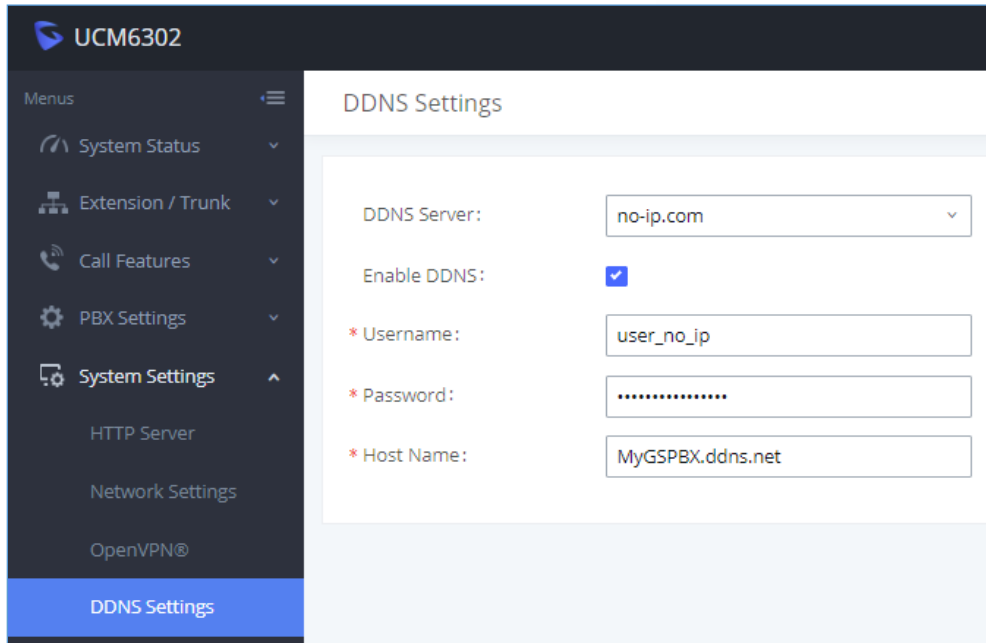 UCM6302
Menus
DDNS Settings
System Status
Extension / Trunk
Call Features
PBX Settings
System Settings
HTTP Server
Network Settings
OpenVPN®
DDNS Settings
DDNS Server: no-ip.com
Enable DDNS:
* Username: user_no_ip
* Password: ••••••••••••••••
* Host Name: MyGSPBX.ddns.net